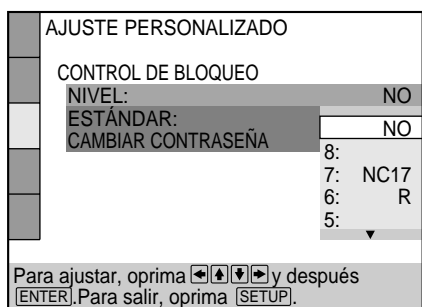 AJUSTE PERSONALIZADO
CONTROL DE BLOQUEO
NIVEL: NO
ESTÁNDAR:
CAMBIAR CONTRASEÑA
NO
8:
7: NC17
6: R
5:
Para ajustar, oprima y después
ENTER.Para salir, oprima SETUP.